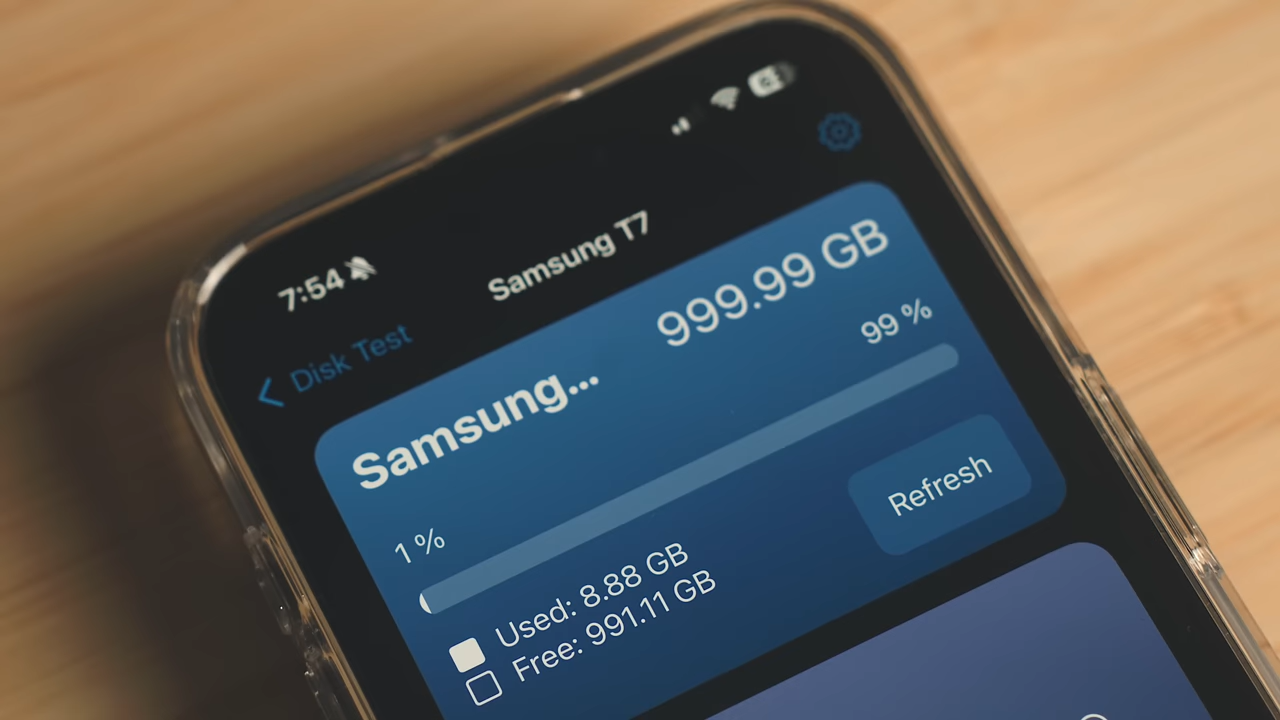 7:54
Disk Test
Samsung T7
Samsung...
999.99 GB
1 %
99 %
Used: 8.88 GB
Free: 991.11 GB
Refresh